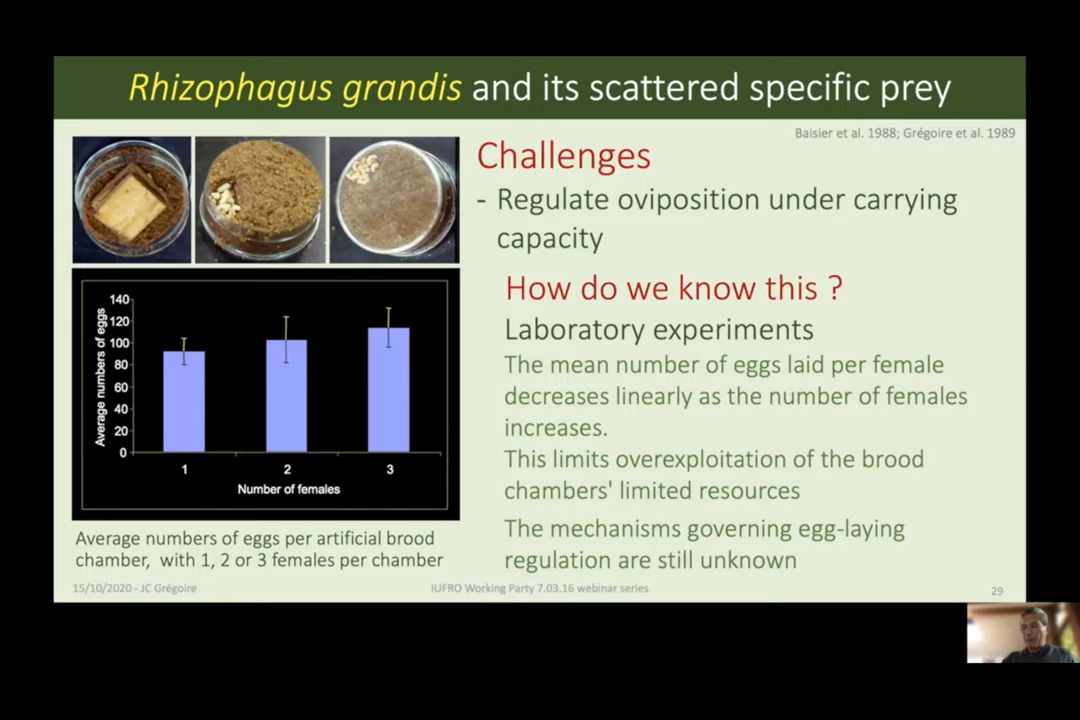 Rhizophagus grandis and its scattered specific prey
Baisier et al. 1988; Grégoire et al. 1989
Challenges
- Regulate oviposition under carrying
capacity
How do we know this ?
Laboratory experiments
The mean number of eggs laid per female
decreases linearly as the number of females
increases.
This limits overexploitation of the brood
chambers' limited resources
The mechanisms governing egg-laying
regulation are still unknown
Average numbers of eggs
140
120
100
80
60
40
20
0
1 2 3
Number of females
Average numbers of eggs per artificial brood
chamber, with 1, 2 or 3 females per chamber
15/10/2020 - JC Grégoire
IUFRO Working Party 7.03.16 webinar series
29